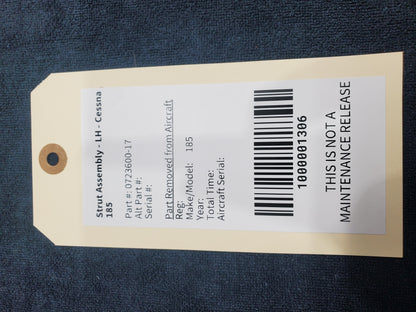 Strut Assembly - LH - Cessna
185
Part #: 0723600-17
Alt Part #:
Serial #:
Part Removed from Aircraft
Reg:
Make/Model: 185
Year:
Total Time:
Aircraft Serial:
1000001306
THIS IS NOT A
MAINTENANCE RELEASE